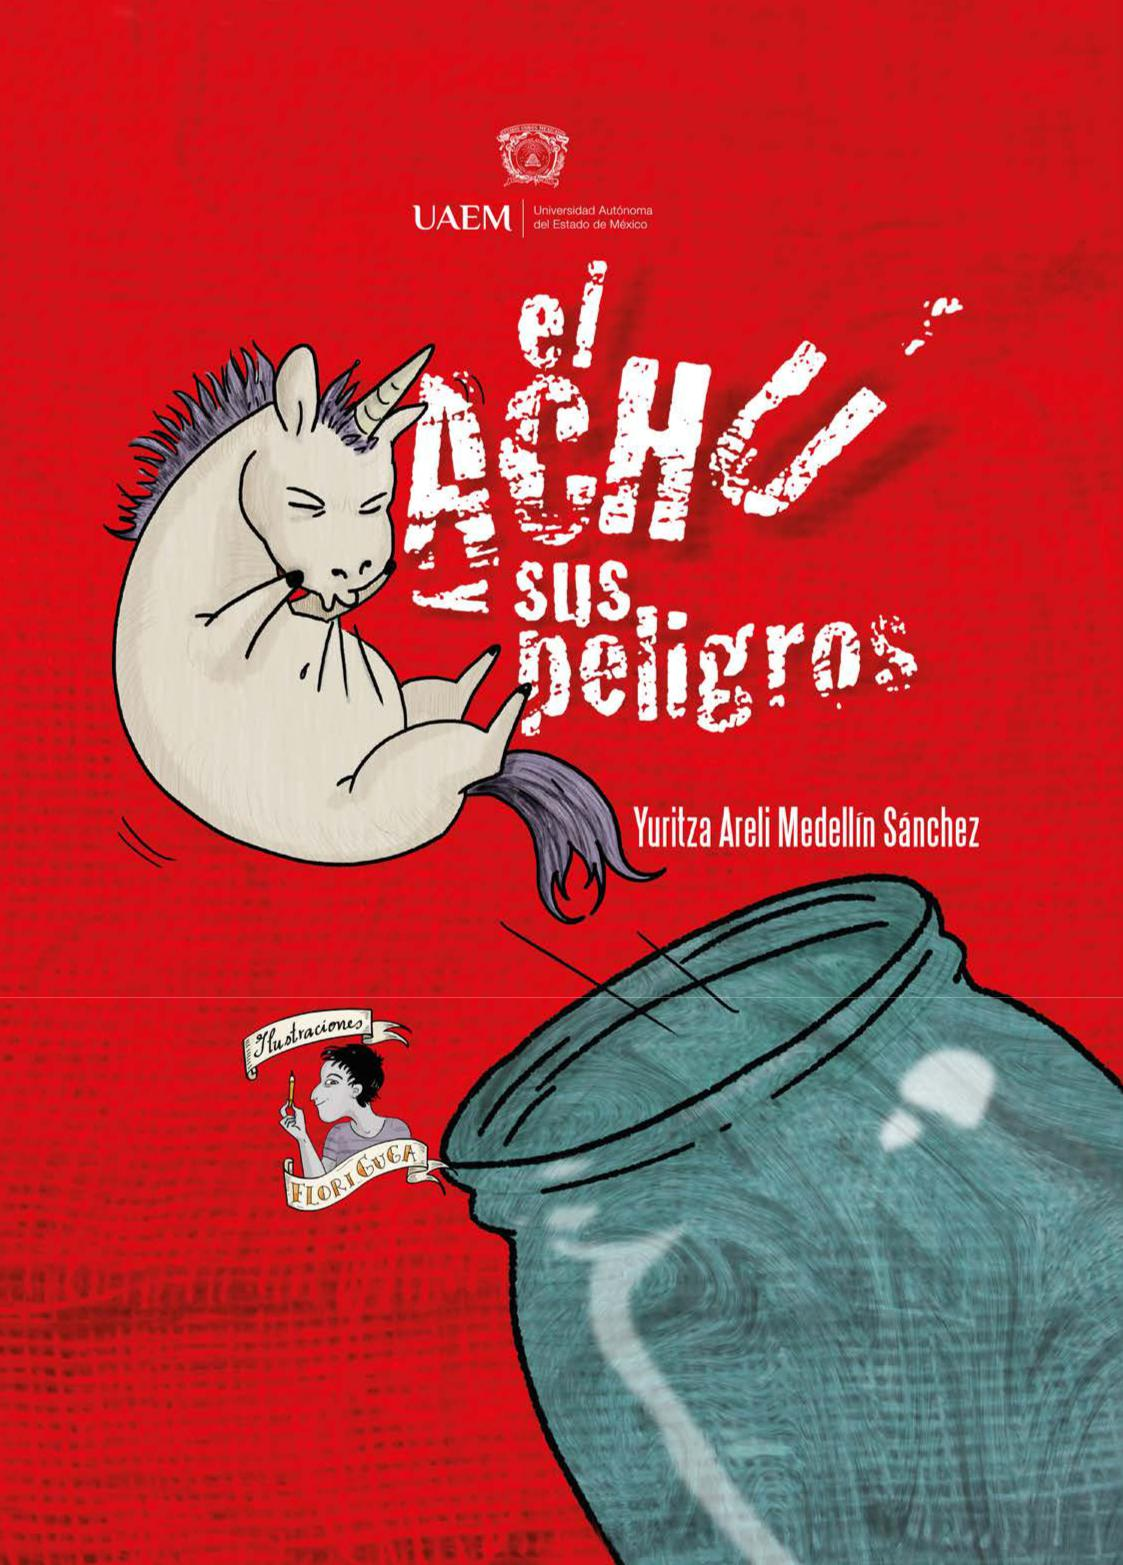 UAEM
Universidad Autónoma
del Estado de México
el
ACHÚ
Y sus
peligros
Yuritza Areli Medellín Sánchez
Ilustraciones
FLORI GUGA